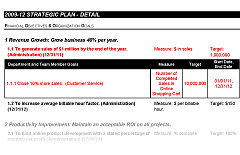 2009-12 STRATEGIC PLAN - DETAIL
FINANCIAL OBJECTIVES & ORGANIZATION GOALS
1 Revenue Growth: Grow business 40% per year.
1.1 To generate sales of $1 million by the end of the year. (Administration) [12/31/11] Measure: $ in sales Target: 1,000,000
Department and Team Member Goals Measure Target Start Date, End Date
1.1.1 Close 10% more sales. (Customer Service) Number of Completed Sales in Online Shopping Cart 10,000,000 01/01/11, 12/31/12
1.2 To increase average billable hour factor. (Administration) [12/31/11] Measure: $ per billable hour. Target: $150
2 Productivity Improvement: Maintain an acceptable ROI on all projects.
2.1 To fund online product development with a stated percentage of Measure: % complete Target: 100%